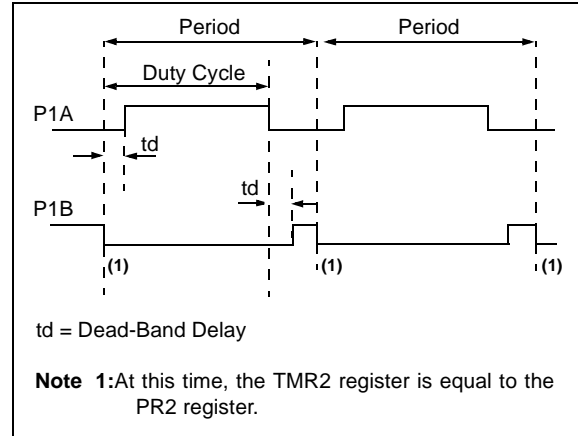 Period Period
Duty Cycle
P1A
td
td
P1B
(1) (1) (1)
td = Dead-Band Delay
Note 1:At this time, the TMR2 register is equal to the
PR2 register.